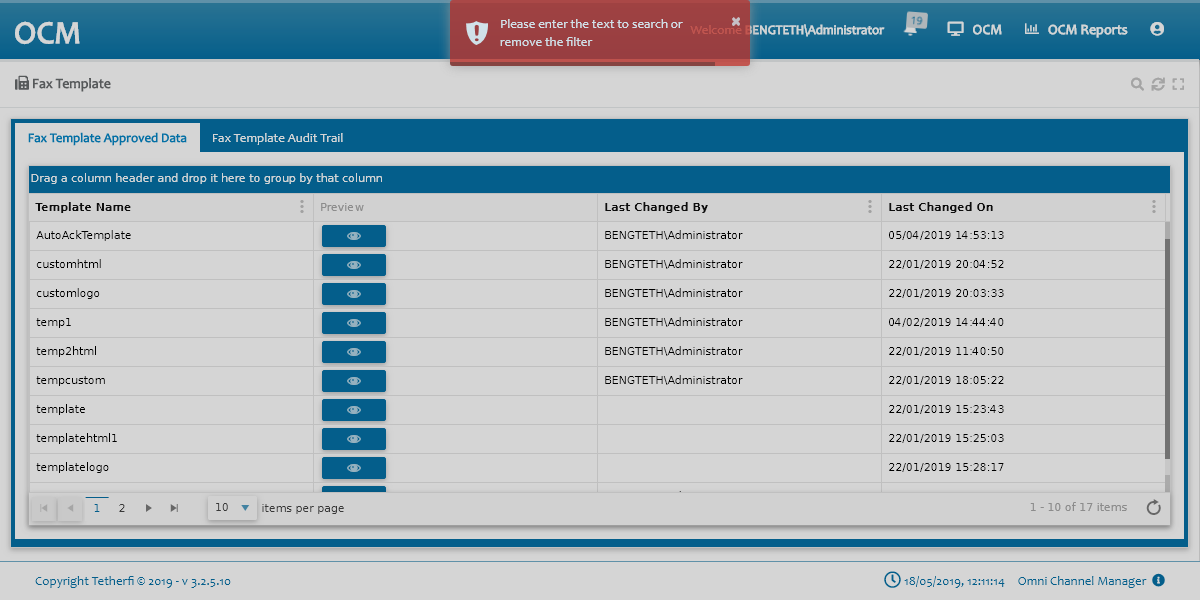 OCM
Please enter the text to search or
remove the filter
Welcome BENGTETH\Administrator
19
OCM
OCM Reports
Fax Template
Fax Template Approved Data
Fax Template Audit Trail
Drag a column header and drop it here to group by that column
Template Name
Preview
Last Changed By
Last Changed On
AutoAckTemplate
BENGTETH\Administrator
05/04/2019 14:53:13
customhtml
BENGTETH\Administrator
22/01/2019 20:04:52
customlogo
BENGTETH\Administrator
22/01/2019 20:03:33
temp1
BENGTETH\Administrator
04/02/2019 14:44:40
temp2html
BENGTETH\Administrator
22/01/2019 11:40:50
tempcustom
BENGTETH\Administrator
22/01/2019 18:05:22
template
22/01/2019 15:23:43
templatehtml1
22/01/2019 15:25:03
templatelogo
22/01/2019 15:28:17
1
2
10
items per page
1 - 10 of 17 items
Copyright Tetherfi © 2019 - v 3.2.5.10
18/05/2019, 12:11:14
Omni Channel Manager